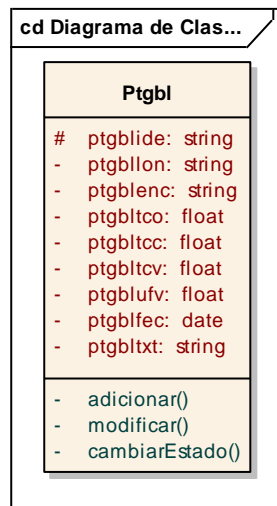 cd Diagrama de Clas...
Ptgbl
# ptgblide: string
- ptgbllon: string
- ptgblenc: string
- ptgbltco: float
- ptgbltcc: float
- ptgbltcv: float
- ptgblufv: float
- ptgblfec: date
- ptgbltxt: string
- adicionar()
- modificar()
- cambiarEstado()